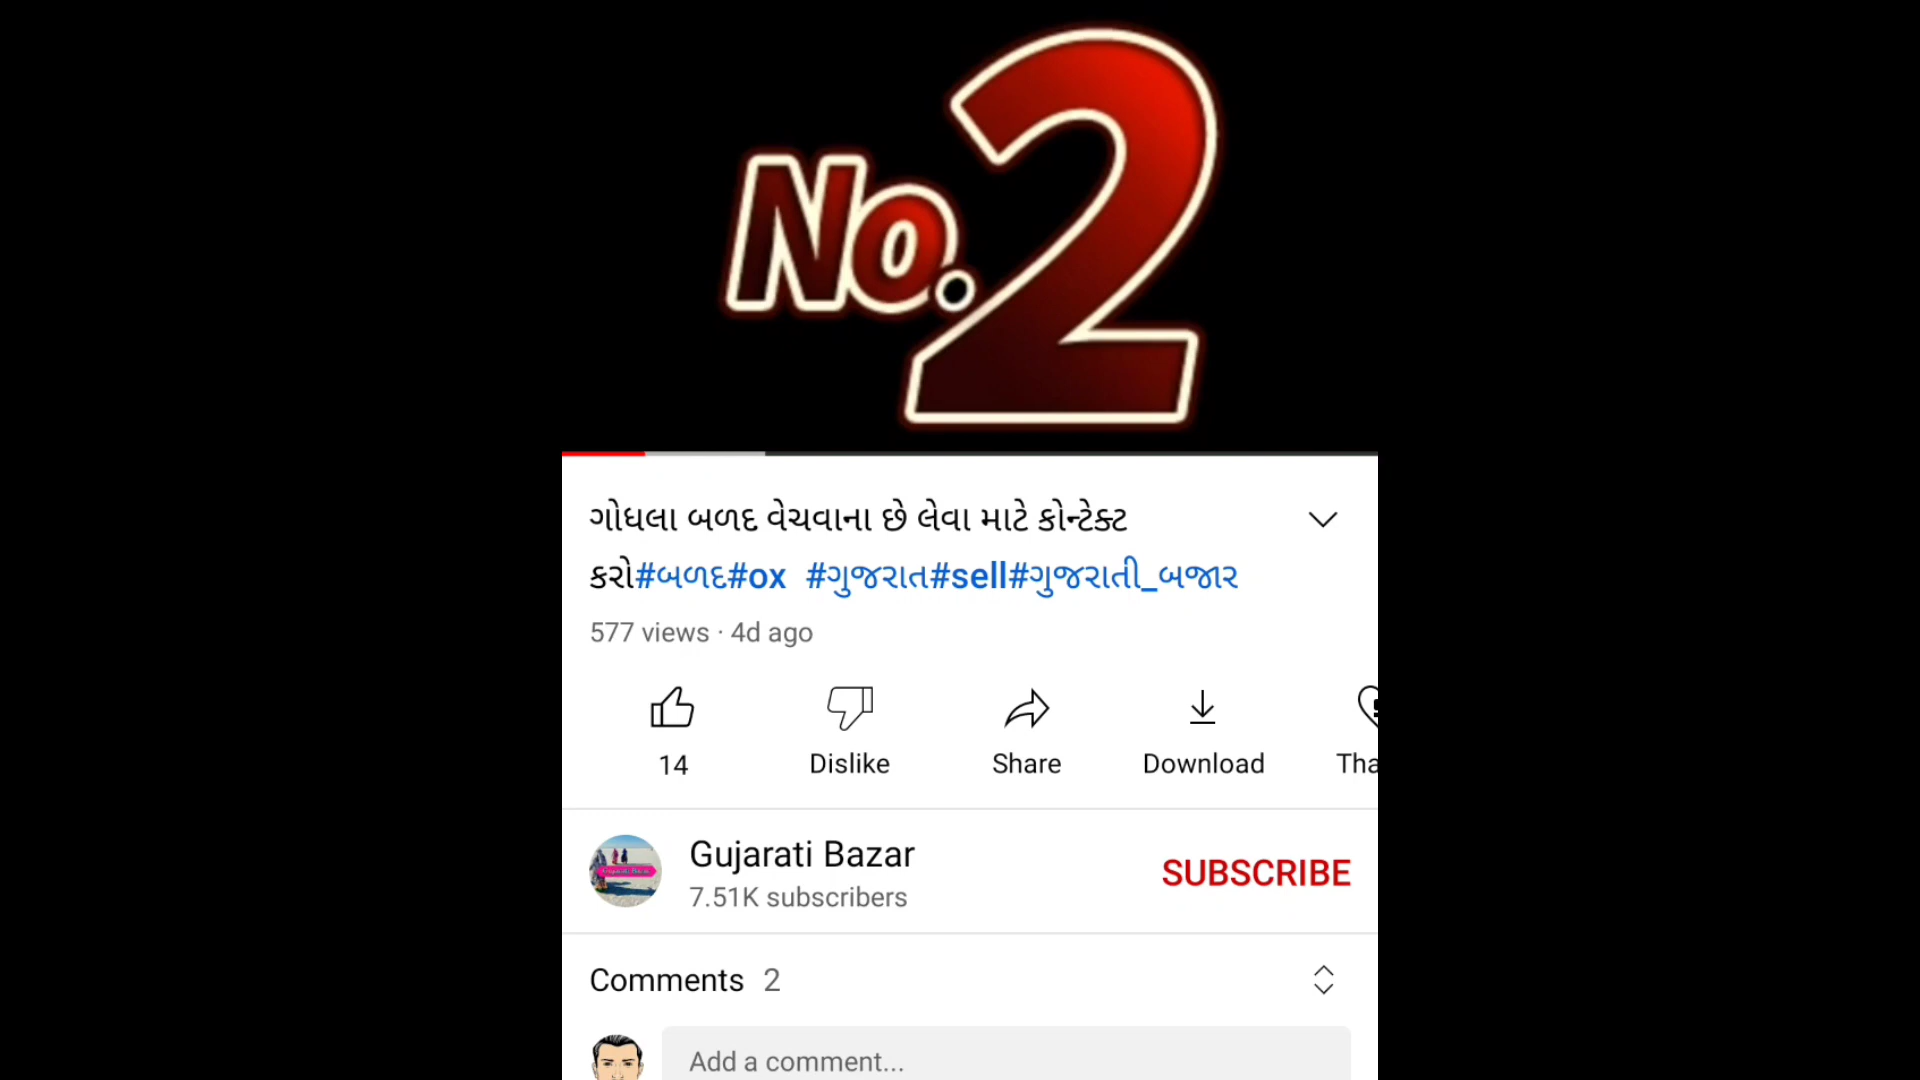 No.2
ગોધલા બળદ વેચવાના છે લેવા માટે કોન્ટેક્ટ
કરો#બળદ#ox #ગુજરાત#sell#ગુજરાતી_બજાર
577 views · 4d ago
14 Dislike Share Download Tha
Gujarati Bazar
7.51K subscribers
SUBSCRIBE
Comments 2
Add a comment...